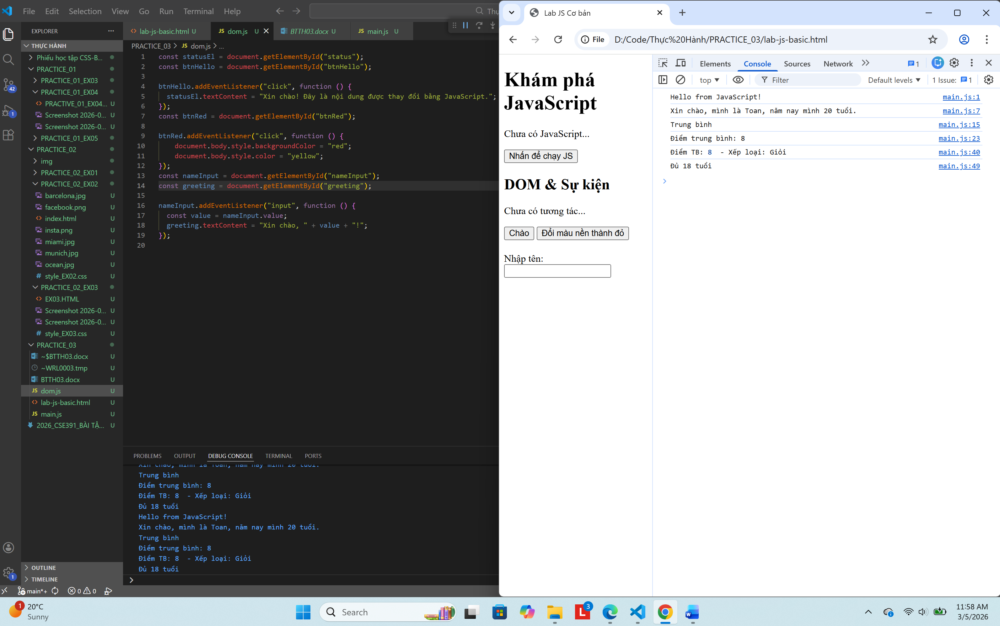 File Edit Selection View Go Run Terminal Help
EXPLORER
THỰC HÀNH
Phiếu học tập CSS-B...
PRACTICE_01
PRACTICE_01_EX03
PRACTICE_01_EX04
PRACTIVE_01_EX04... U
Screenshot 2026-0... U
Screenshot 2026-0... U
PRACTICE_01_EX05
PRACTICE_02
img
PRACTICE_02_EX01
PRACTICE_02_EX02
barcelona.jpg U
facebook.png U
index.html U
insta.png U
miami.jpg U
munich.jpg U
ocean.jpg U
# style_EX02.css U
PRACTICE_02_EX03
EX03.HTML U
Screenshot 2026-0... U
Screenshot 2026-0... U
# style_EX03.css U
PRACTICE_03
~$BTTH03.docx U
~WRL0003.tmp U
BTTH03.docx U
JS dom.js U
lab-js-basic.html U
JS main.js U
2026_CSE391_BÀI TẬ... U
OUTLINE
TIMELINE
42
1
1
lab-js-basic.html U
JS dom.js U
BTTH03.docx U
JS main.js U
PRACTICE_03 > JS dom.js > ...
1 const statusEl = document.getElementById("status");
2 const btnHello = document.getElementById("btnHello");
3
4 btnHello.addEventListener("click", function () {
5 statusEl.textContent = "Xin chào! Đây là nội dung được thay đổi bằng JavaScript.";
6 });
7 const btnRed = document.getElementById("btnRed");
8
9 btnRed.addEventListener("click", function () {
10 document.body.style.backgroundColor = "red";
11 document.body.style.color = "yellow";
12 });
13 const nameInput = document.getElementById("nameInput");
14 const greeting = document.getElementById("greeting");
15
16 nameInput.addEventListener("input", function () {
17 const value = nameInput.value;
18 greeting.textContent = "Xin chào, " + value + "!";
19 });
20
PROBLEMS OUTPUT DEBUG CONSOLE TERMINAL PORTS
Xin chào, mình là Toan, năm nay mình 20 tuổi.
Trung bình
Điểm trung bình: 8
Điểm TB: 8 - Xếp loại: Giỏi
Đủ 18 tuổi
Hello from JavaScript!
Xin chào, mình là Toan, năm nay mình 20 tuổi.
Trung bình
Điểm trung bình: 8
Điểm TB: 8 - Xếp loại: Giỏi
Đủ 18 tuổi
main*+ 0 0
Lab JS Cơ bản
File D:/Code/Thực%20Hành/PRACTICE_03/lab-js-basic.html
Khám phá
JavaScript
Chưa có JavaScript...
Nhấn để chạy JS
DOM & Sự kiện
Chưa có tương tác...
Chào Đổi màu nền thành đỏ
Nhập tên:
Elements Console Sources Network 1
top Filter Default levels 1 Issue: 1
Hello from JavaScript! main.js:1
Xin chào, mình là Toan, năm nay mình 20 tuổi. main.js:7
Trung bình main.js:15
Điểm trung bình: 8 main.js:23
Điểm TB: 8 - Xếp loại: Giỏi main.js:40
Đủ 18 tuổi main.js:49
1
20°C
Sunny
Search
L
3
11:58 AM
3/5/2026